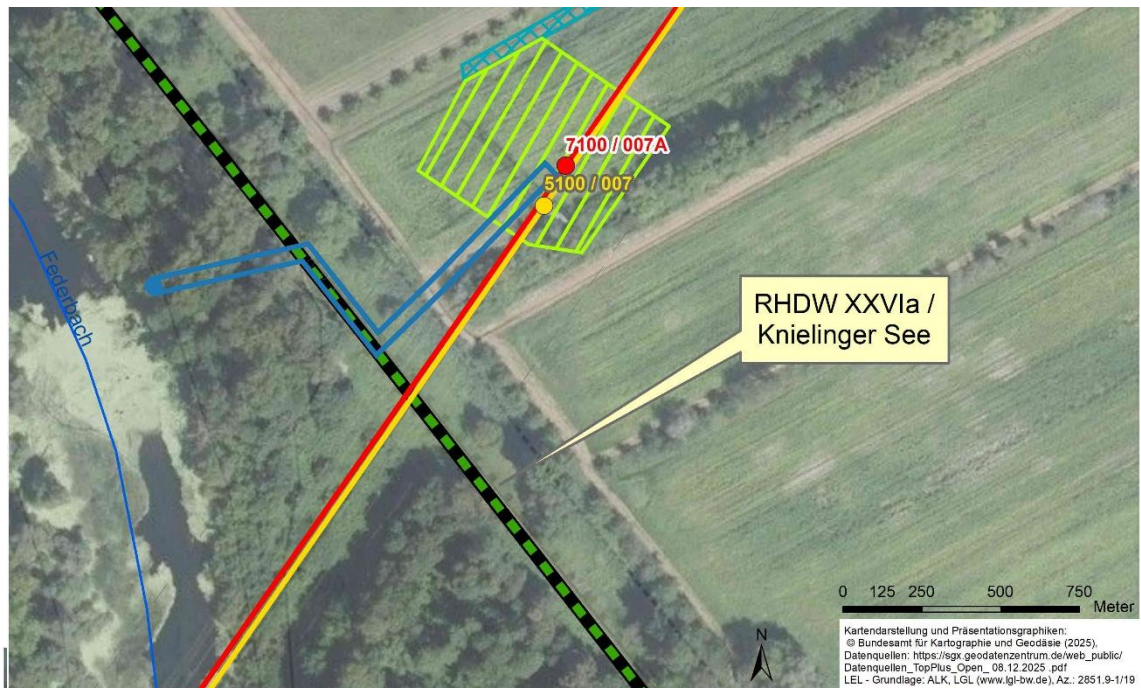 7100 / 007A
5100 / 007
Federbach
RHDW XXVIa /
Knielinger See
0 125 250 500 750
Meter
N
Kartendarstellung und Präsentationsgraphiken:
© Bundesamt für Kartographie und Geodäsie (2025),
Datenquellen: https://sgx.geodatenzentrum.de/web_public/
Datenquellen_TopPlus_Open_ 08.12.2025 .pdf
LEL - Grundlage: ALK, LGL (www.lgl-bw.de), Az.: 2851.9-1/19